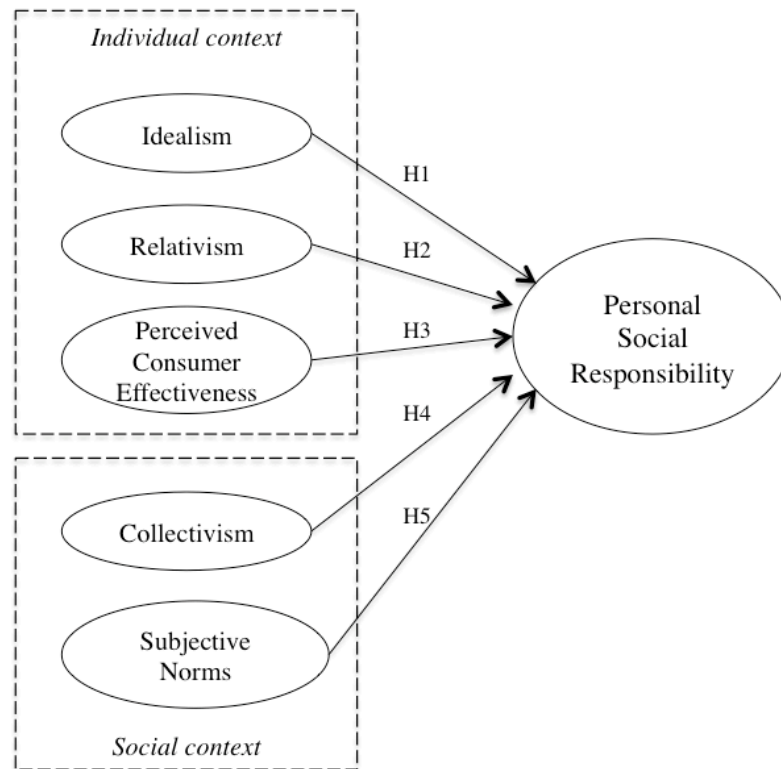 Individual context
Idealism
H1
Relativism
H2
Perceived
Consumer
Effectiveness
H3
Personal
Social
Responsibility
H4
Collectivism
H5
Subjective
Norms
Social context